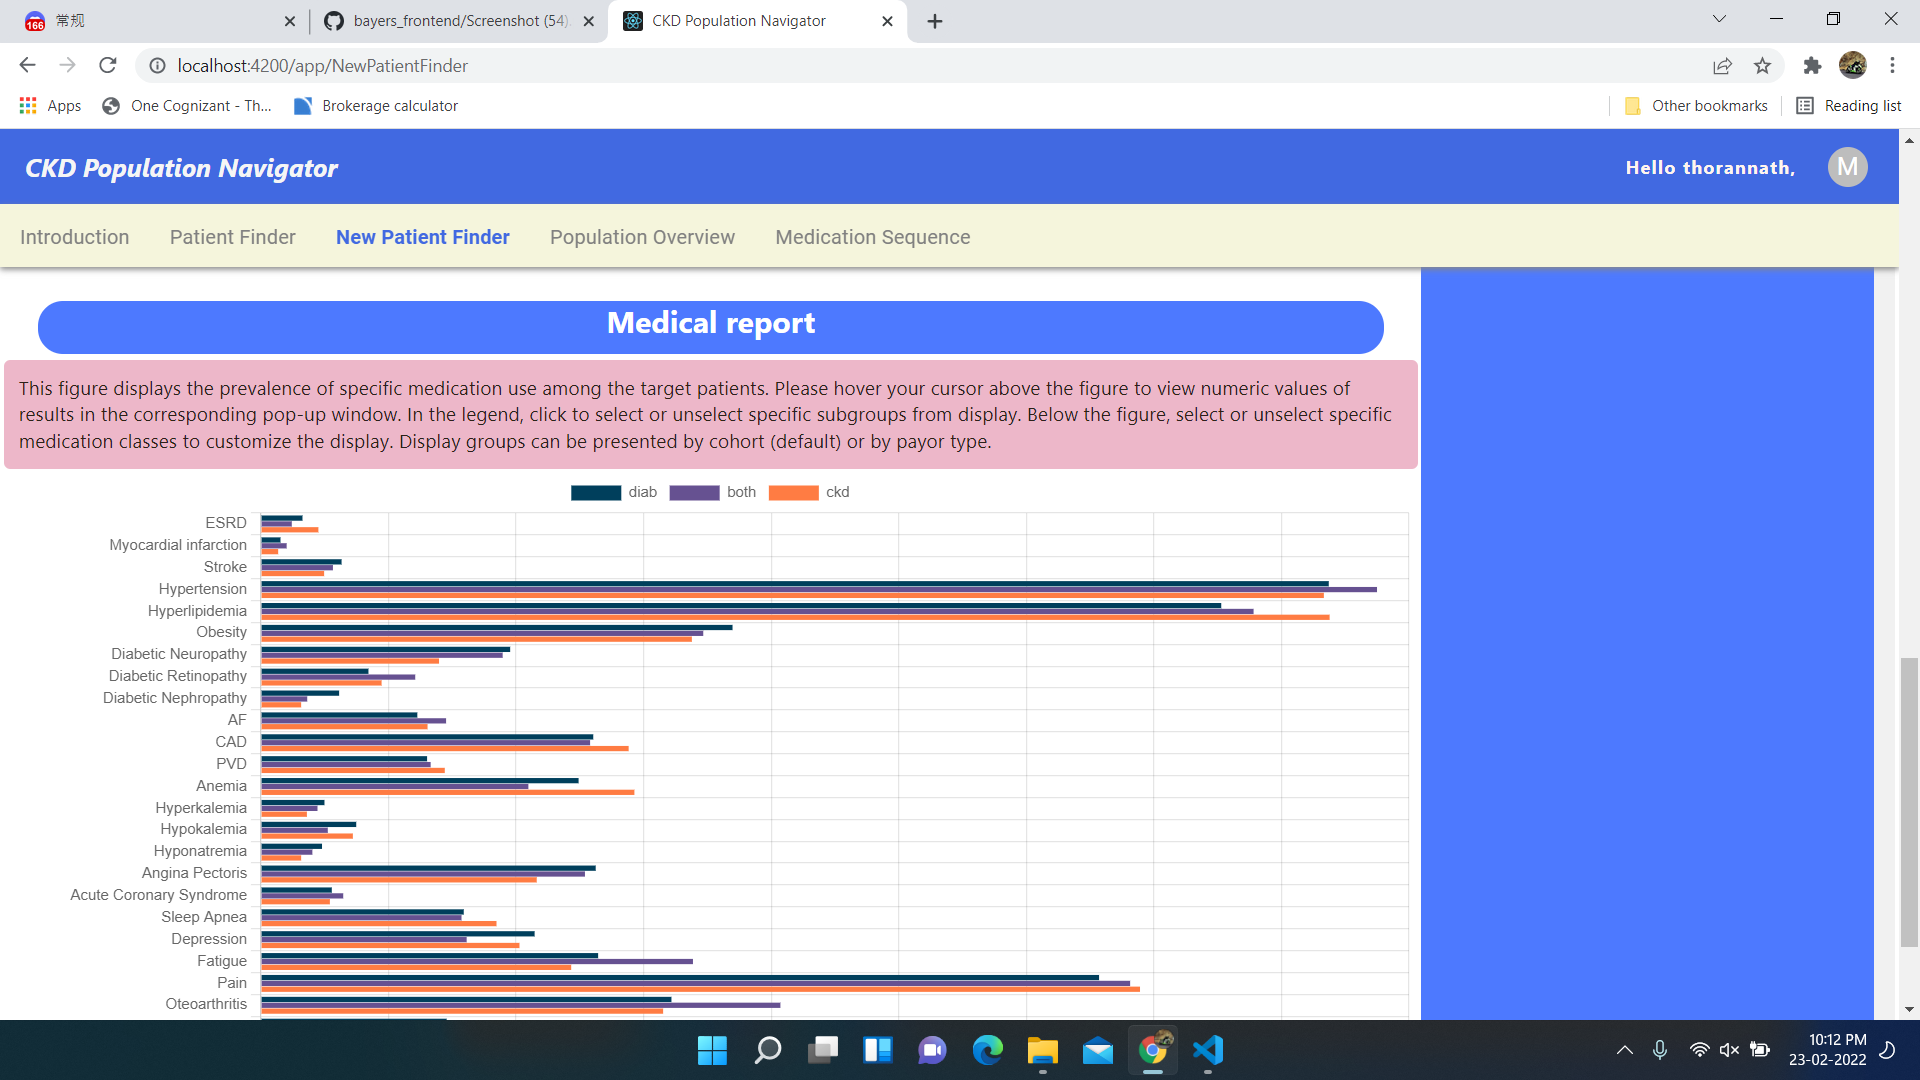 166 常规
bayers_frontend/Screenshot (54)
CKD Population Navigator
localhost:4200/app/NewPatientFinder
Apps
One Cognizant - Th...
Brokerage calculator
Other bookmarks
Reading list
CKD Population Navigator
Hello thorannath,
M
Introduction
Patient Finder
New Patient Finder
Population Overview
Medication Sequence
Medical report
This figure displays the prevalence of specific medication use among the target patients. Please hover your cursor above the figure to view numeric values of
results in the corresponding pop-up window. In the legend, click to select or unselect specific subgroups from display. Below the figure, select or unselect specific
medication classes to customize the display. Display groups can be presented by cohort (default) or by payor type.
diab
both
ckd
ESRD
Myocardial infarction
Stroke
Hypertension
Hyperlipidemia
Obesity
Diabetic Neuropathy
Diabetic Retinopathy
Diabetic Nephropathy
AF
CAD
PVD
Anemia
Hyperkalemia
Hypokalemia
Hyponatremia
Angina Pectoris
Acute Coronary Syndrome
Sleep Apnea
Depression
Fatigue
Pain
Oteoarthritis
10:12 PM
23-02-2022